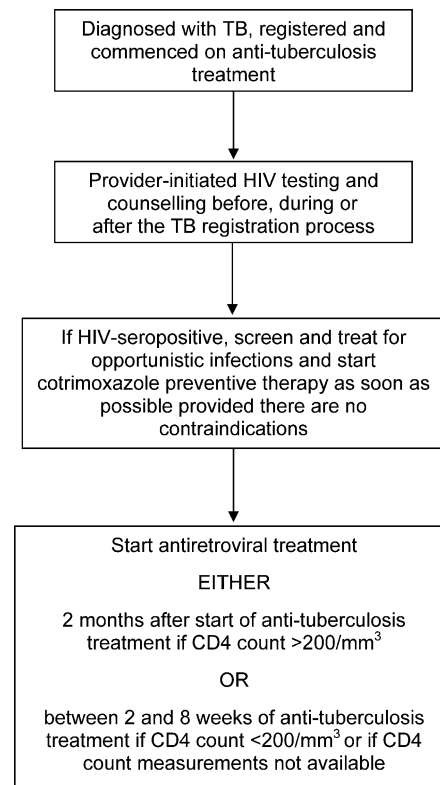 Diagnosed with TB, registered and
commenced on anti-tuberculosis
treatment
Provider-initiated HIV testing and
counselling before, during or
after the TB registration process
If HIV-seropositive, screen and treat for
opportunistic infections and start
cotrimoxazole preventive therapy as soon as
possible provided there are no
contraindications
Start antiretroviral treatment
EITHER
2 months after start of anti-tuberculosis
treatment if CD4 count >200/mm³
OR
between 2 and 8 weeks of anti-tuberculosis
treatment if CD4 count <200/mm³ or if CD4
count measurements not available